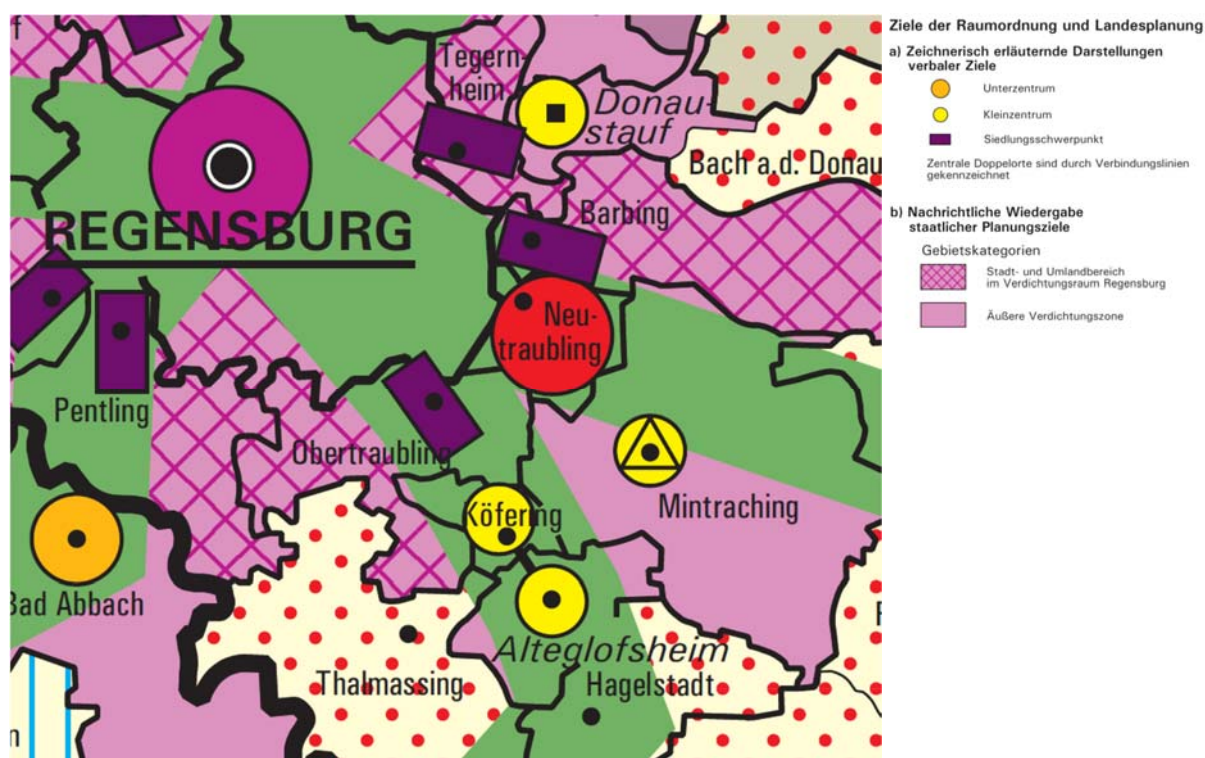 f
Tegern-
heim
Donau-
stauf
Bach a.d. Donau
REGENSBURG
Barbing
Neu-
traubling
Pentling
Obertraubling
Mintraching
Köfering
Bad Abbach
Alteglofsheim
Thalmassing
Hagelstadt
n
Ziele der Raumordnung und Landesplanung
a) Zeichnerisch erläuternde Darstellungen
verbaler Ziele
Unterzentrum
Kleinzentrum
Siedlungsschwerpunkt
Zentrale Doppelorte sind durch Verbindungslinien
gekennzeichnet
b) Nachrichtliche Wiedergabe
staatlicher Planungsziele
Gebietskategorien
Stadt- und Umlandbereich
im Verdichtungsraum Regensburg
Äußere Verdichtungszone